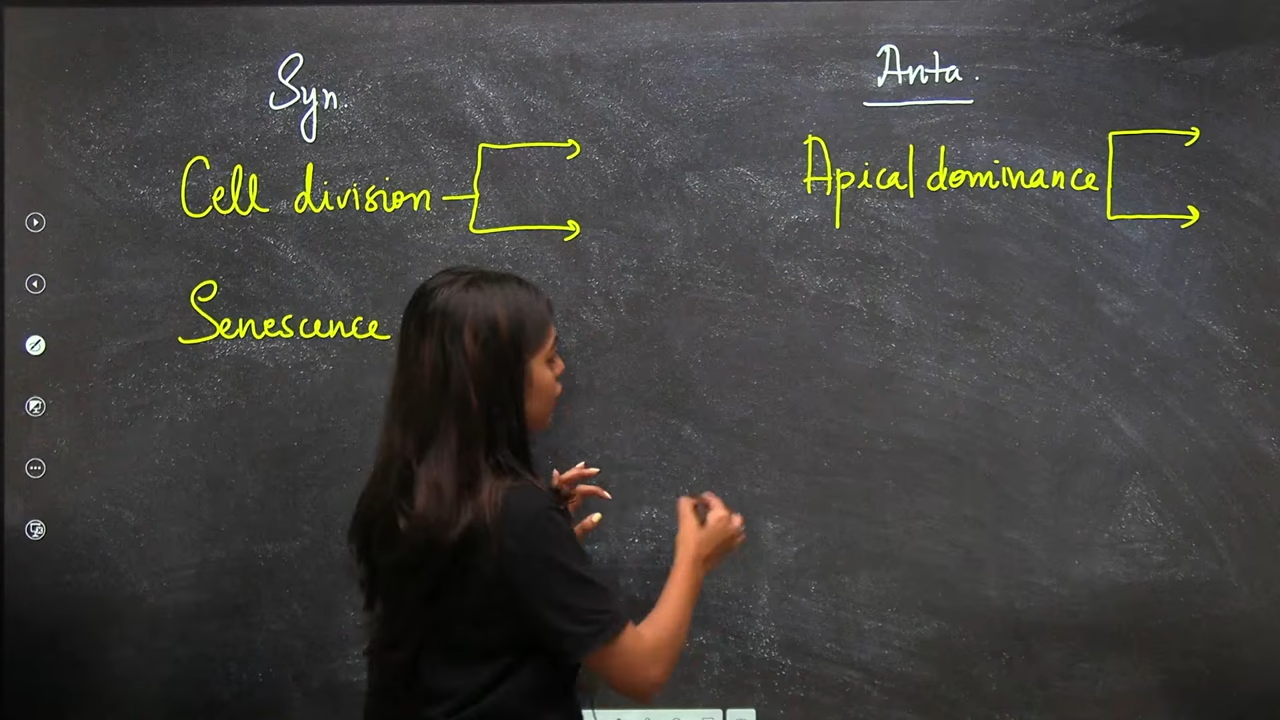 Syn.
Anta.
Cell division
Apical dominance
Senescence